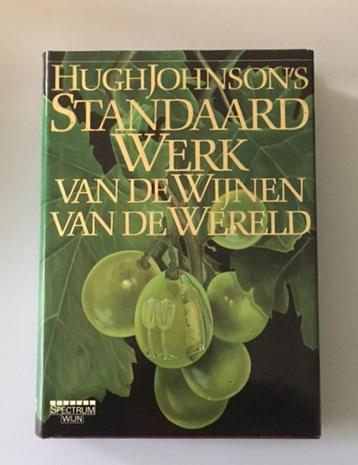 HUGH JOHNSON'S
STANDAARD
WERK
VAN DE WIJNEN
VAN DE WERELD
SPECTRUM
WIJN